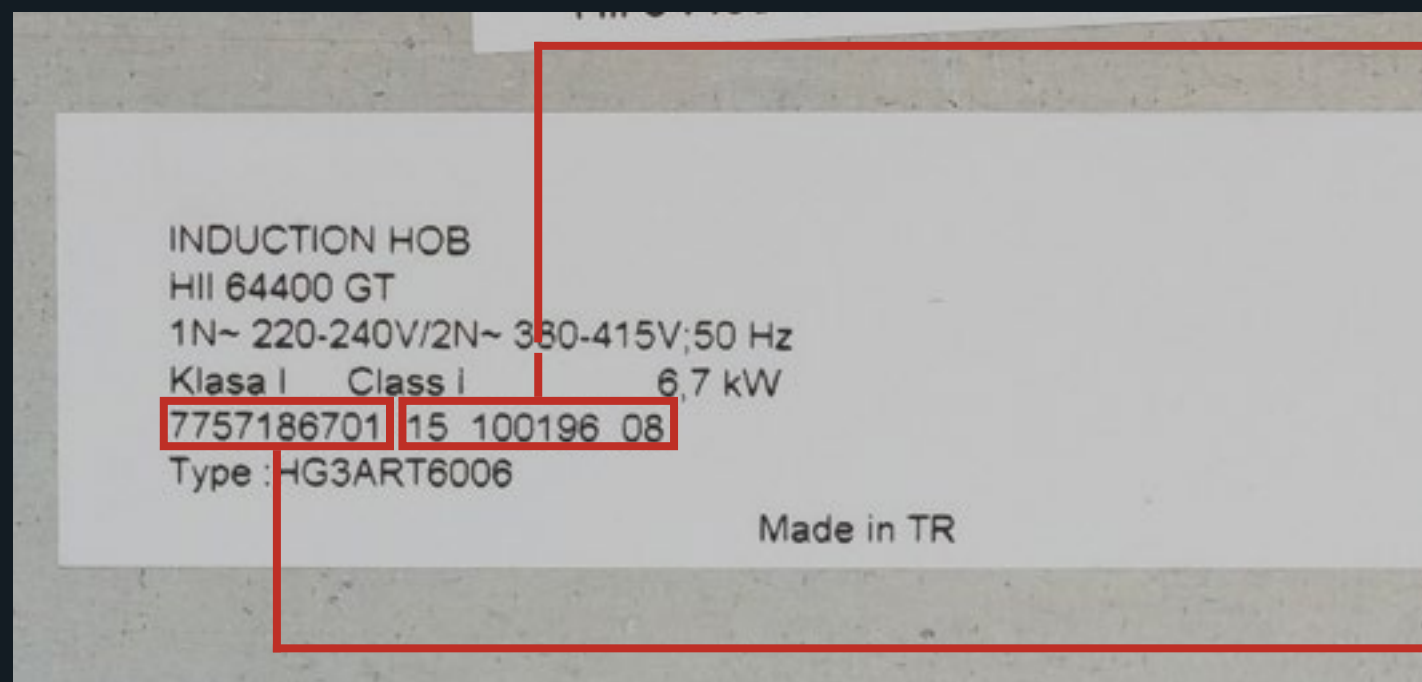 INDUCTION HOB
HII 64400 GT
1N~ 220-240V/2N~ 380-415V;50 Hz
Klasa I Class i 6,7 kW
7757186701 15 100196 08
Type :HG3ART6006
Made in TR